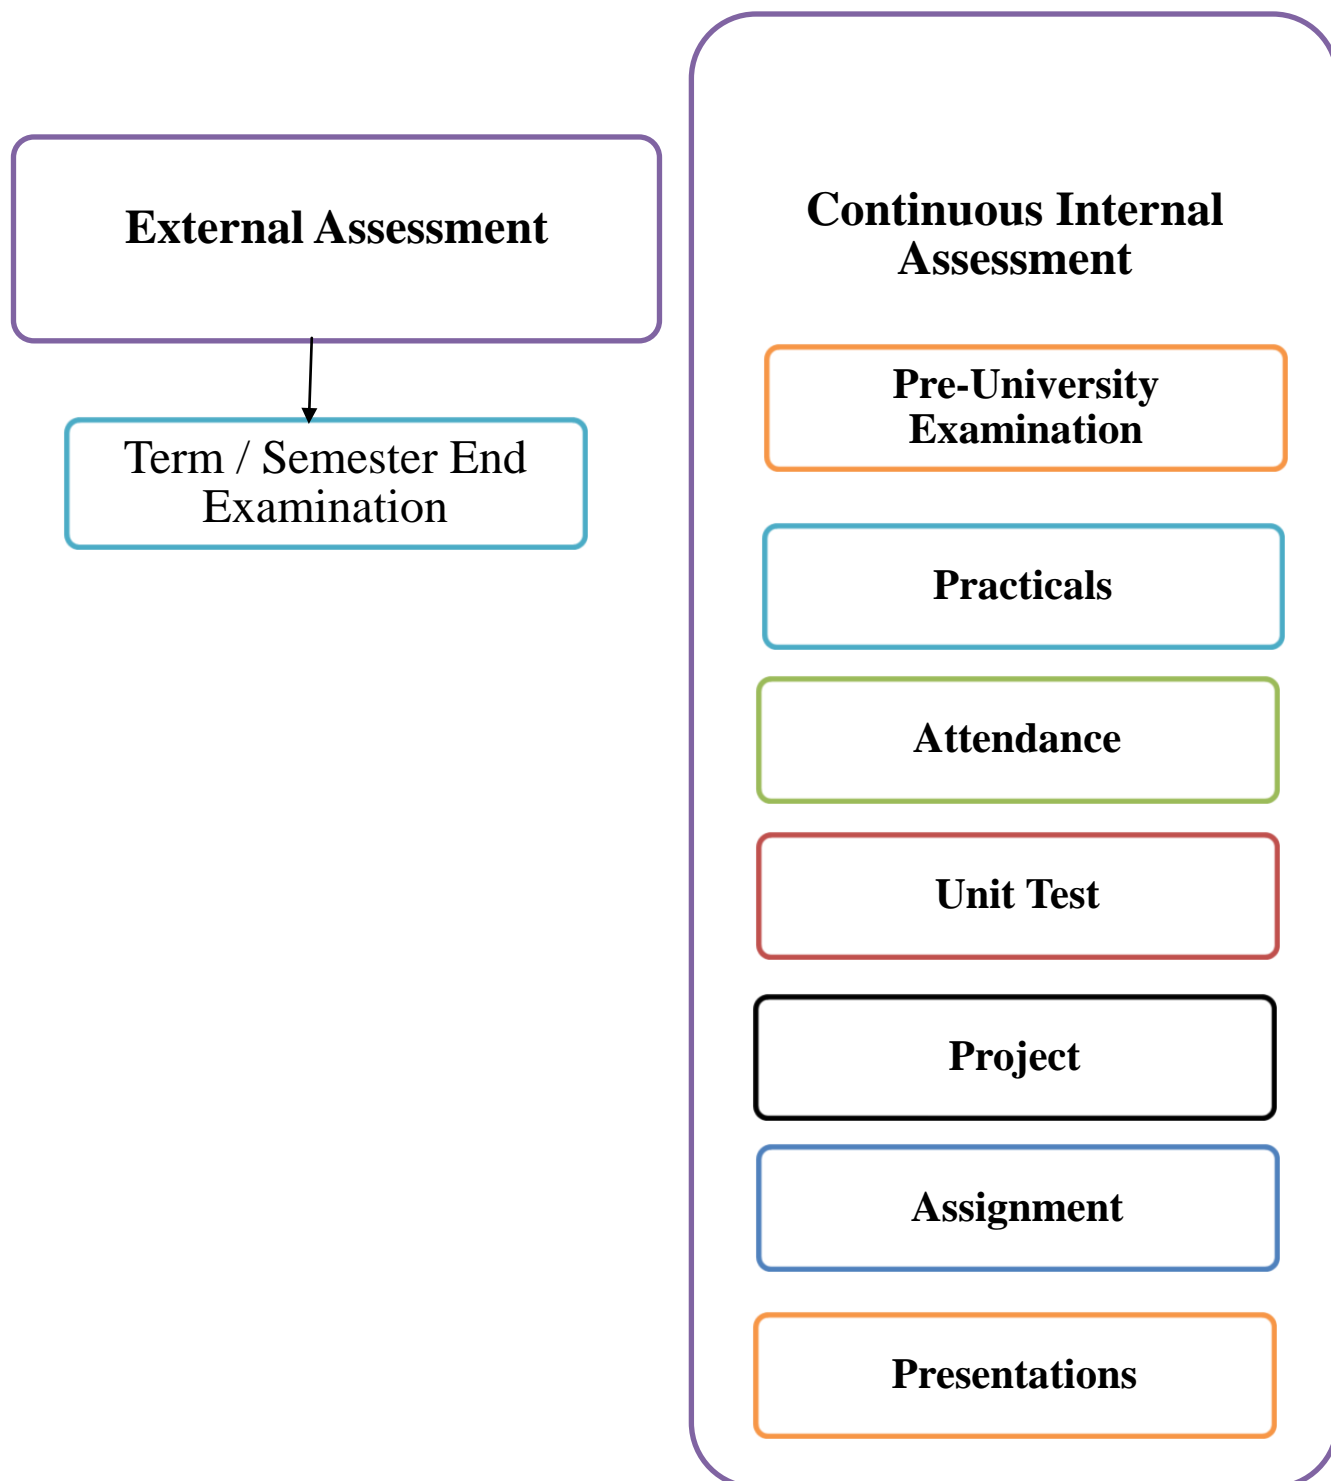 External Assessment
Term / Semester End
Examination
Continuous Internal
Assessment
Pre-University
Examination
Practicals
Attendance
Unit Test
Project
Assignment
Presentations